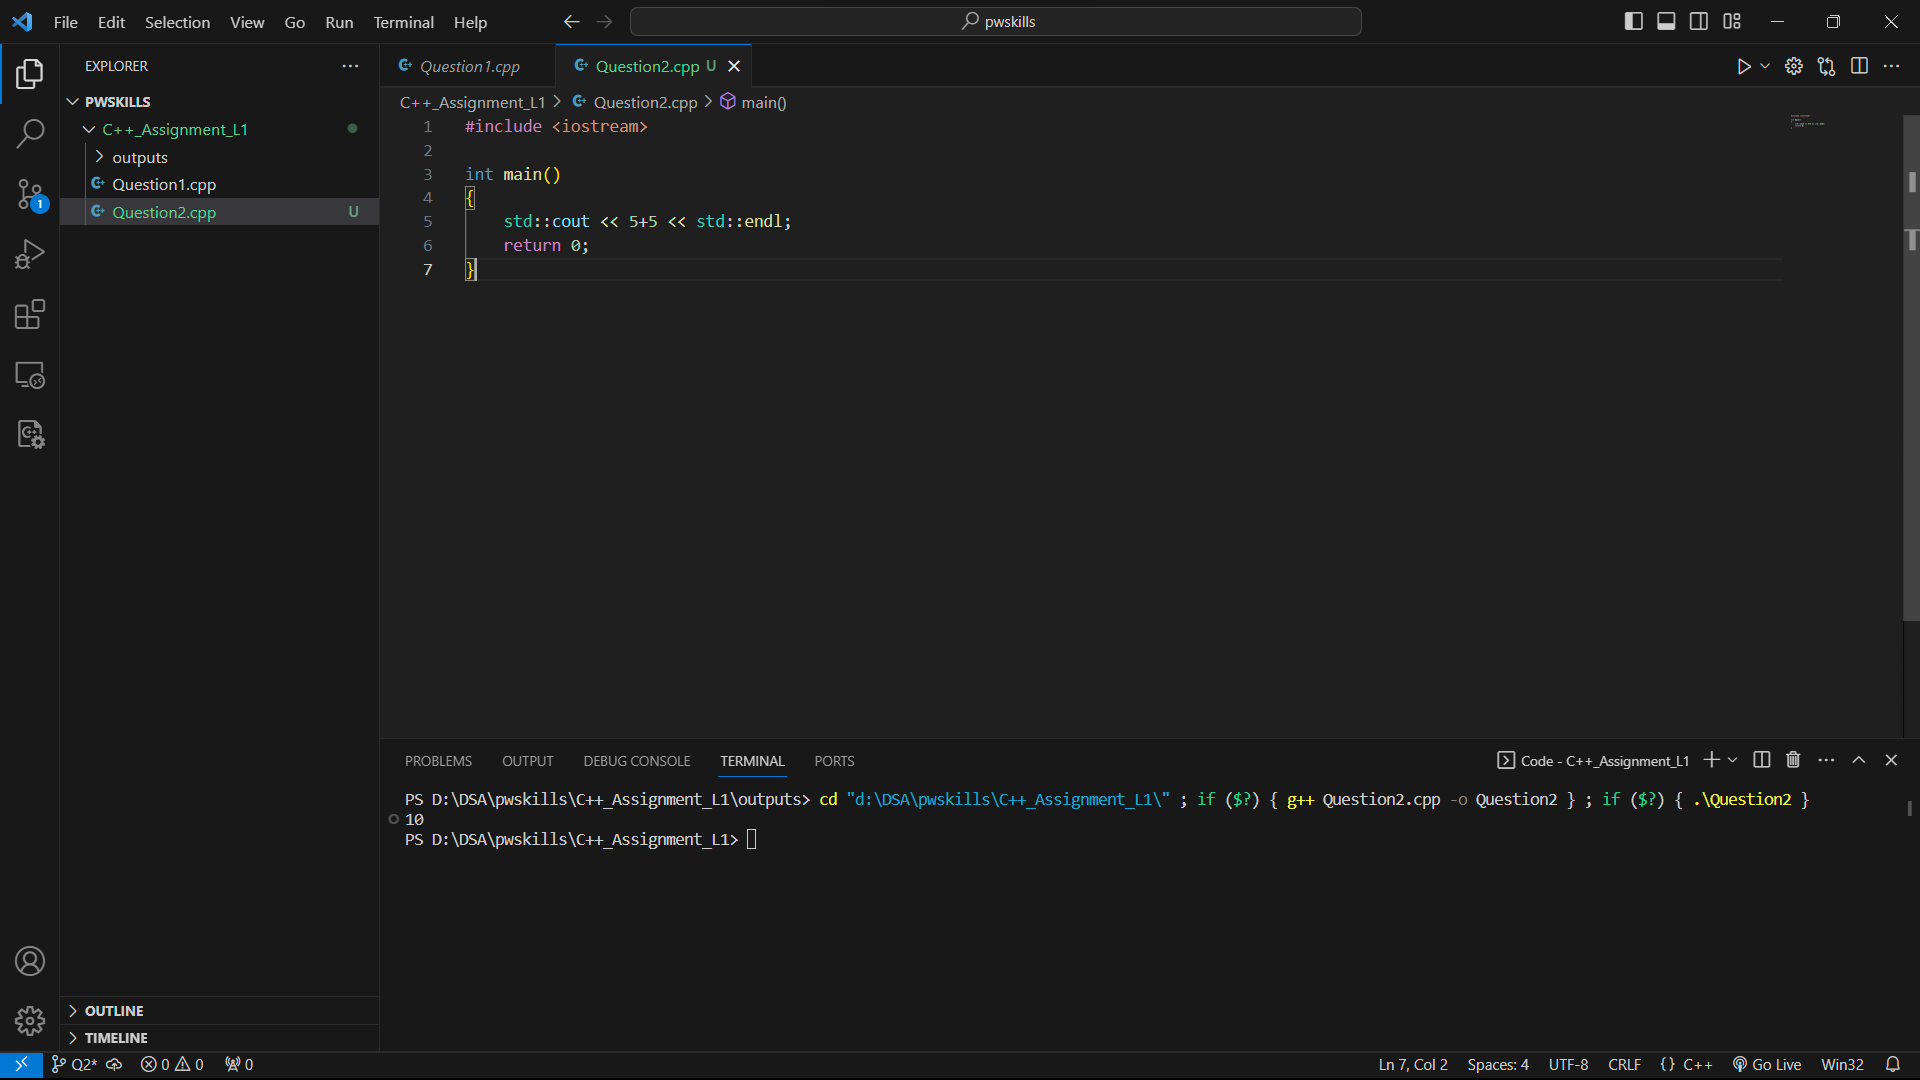 File Edit Selection View Go Run Terminal Help
pwskills
EXPLORER
PWSKILLS
C++_Assignment_L1
outputs
Question1.cpp
Question2.cpp U
1
OUTLINE
TIMELINE
Question1.cpp
Question2.cpp U
C++_Assignment_L1 > Question2.cpp > main()
1 #include <iostream>
2
3 int main()
4 {
5     std::cout << 5+5 << std::endl;
6     return 0;
7 }
PROBLEMS OUTPUT DEBUG CONSOLE TERMINAL PORTS
Code - C++_Assignment_L1
PS D:\DSA\pwskills\C++_Assignment_L1\outputs> cd "d:\DSA\pwskills\C++_Assignment_L1\" ; if ($?) { g++ Question2.cpp -o Question2 } ; if ($?) { .\Question2 }
10
PS D:\DSA\pwskills\C++_Assignment_L1>
Q2* 0 0 0
Ln 7, Col 2 Spaces: 4 UTF-8 CRLF {} C++ Go Live Win32